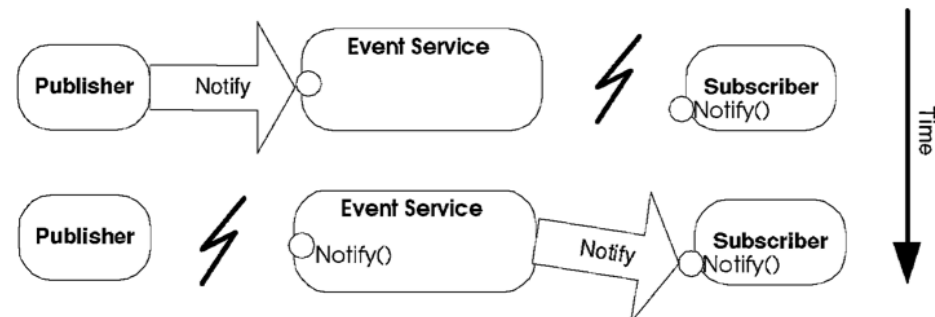 Event Service
Publisher
Notify
Subscriber
Notify()
Time
Event Service
Publisher
Notify()
Notify
Subscriber
Notify()